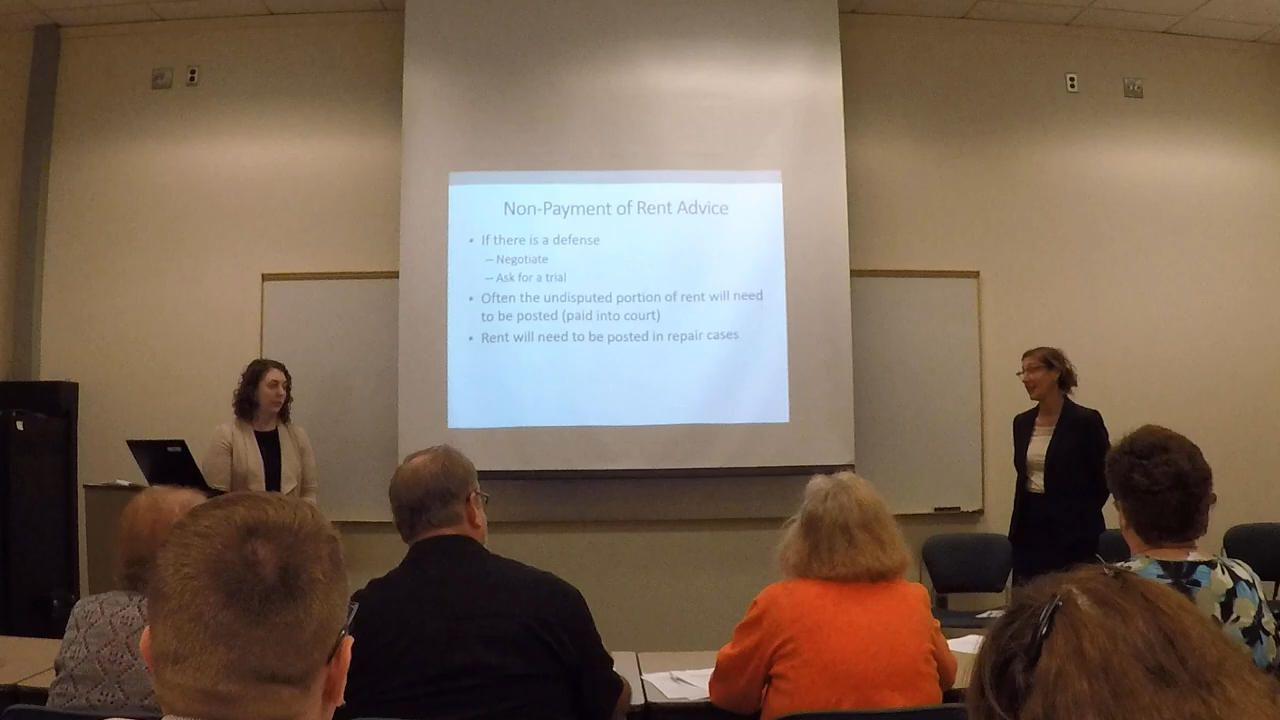 Non-Payment of Rent Advice
• If there is a defense
– Negotiate
– Ask for a trial
• Often the undisputed portion of rent will need
to be posted (paid into court)
• Rent will need to be posted in repair cases